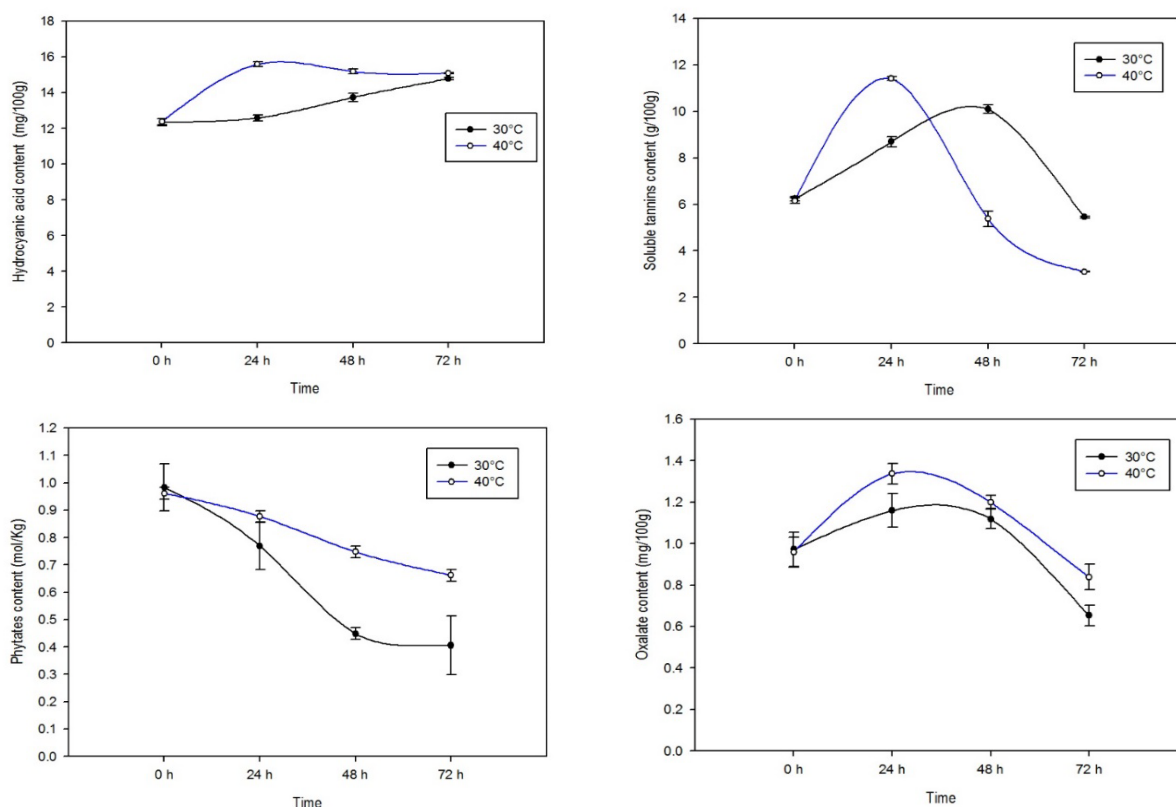 Hydrocyanic acid content (mg/100g)
18
16
14
12
10
8
6
4
2
0
30°C
40°C
0 h 24 h 48 h 72 h
Time
Soluble tannins content (g/100g)
14
12
10
8
6
4
2
0
30°C
40°C
0 h 24 h 48 h 72 h
Time
Phytates content (mol/Kg)
1.2
1.1
1.0
0.9
0.8
0.7
0.6
0.5
0.4
0.3
0.2
0.1
0.0
30°C
40°C
0 h 24 h 48 h 72 h
Time
Oxalate content (mg/100g)
1.6
1.4
1.2
1.0
0.8
0.6
0.4
0.2
0.0
30°C
40°C
0 h 24 h 48 h 72 h
Time